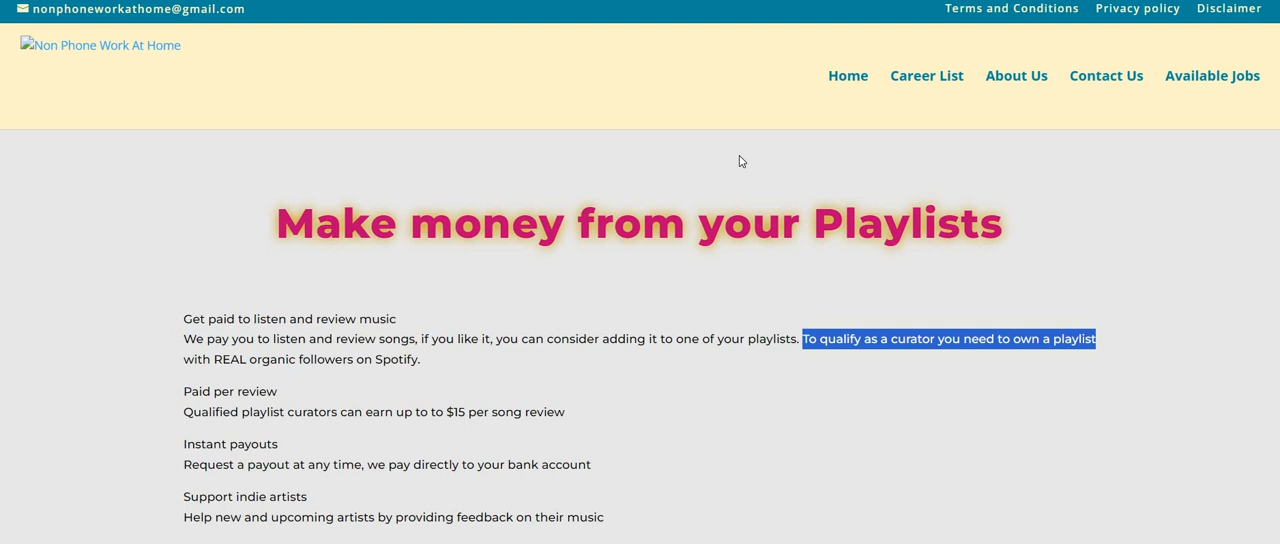 nonphoneworkathome@gmail.com
Terms and Conditions Privacy policy Disclaimer
Non Phone Work At Home
Home Career List About Us Contact Us Available Jobs
Make money from your Playlists
Get paid to listen and review music
We pay you to listen and review songs, if you like it, you can consider adding it to one of your playlists. To qualify as a curator you need to own a playlist
with REAL organic followers on Spotify.
Paid per review
Qualified playlist curators can earn up to to $15 per song review
Instant payouts
Request a payout at any time, we pay directly to your bank account
Support indie artists
Help new and upcoming artists by providing feedback on their music